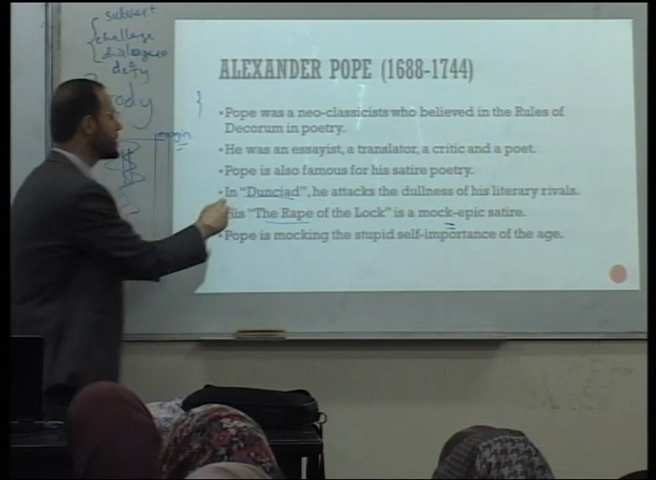 subvert
challenge
defy
margin
ALEXANDER POPE (1688-1744)
•Pope was a neo-classicists who believed in the Rules of
Decorum in poetry.
•He was an essayist, a translator, a critic and a poet.
•Pope is also famous for his satire poetry.
•In "Dunciad", he attacks the dullness of his literary rivals.
His "The Rape of the Lock" is a mock-epic satire.
•Pope is mocking the stupid self-importance of the age.